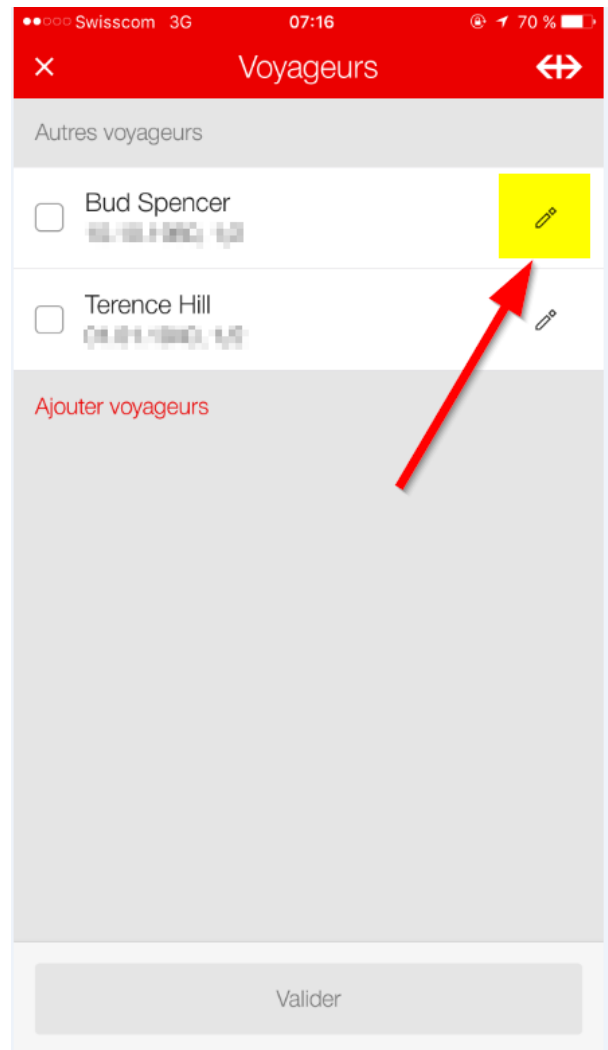 Swisscom 3G 07:16 70 %
Voyageurs
Autres voyageurs
Bud Spencer
Terence Hill
Ajouter voyageurs
Valider